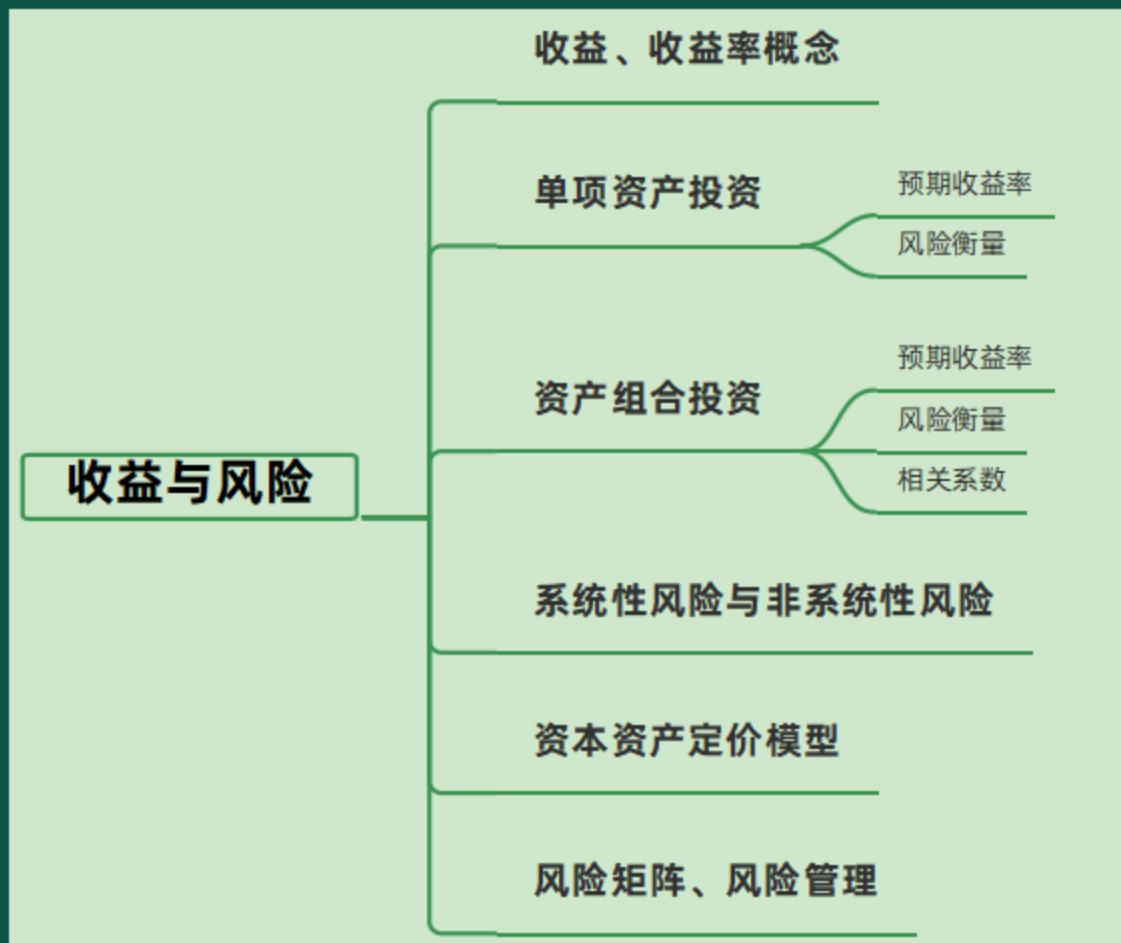 收益、收益率概念
单项资产投资
预期收益率
风险衡量
资产组合投资
预期收益率
风险衡量
相关系数
收益与风险
系统性风险与非系统性风险
资本资产定价模型
风险矩阵、风险管理